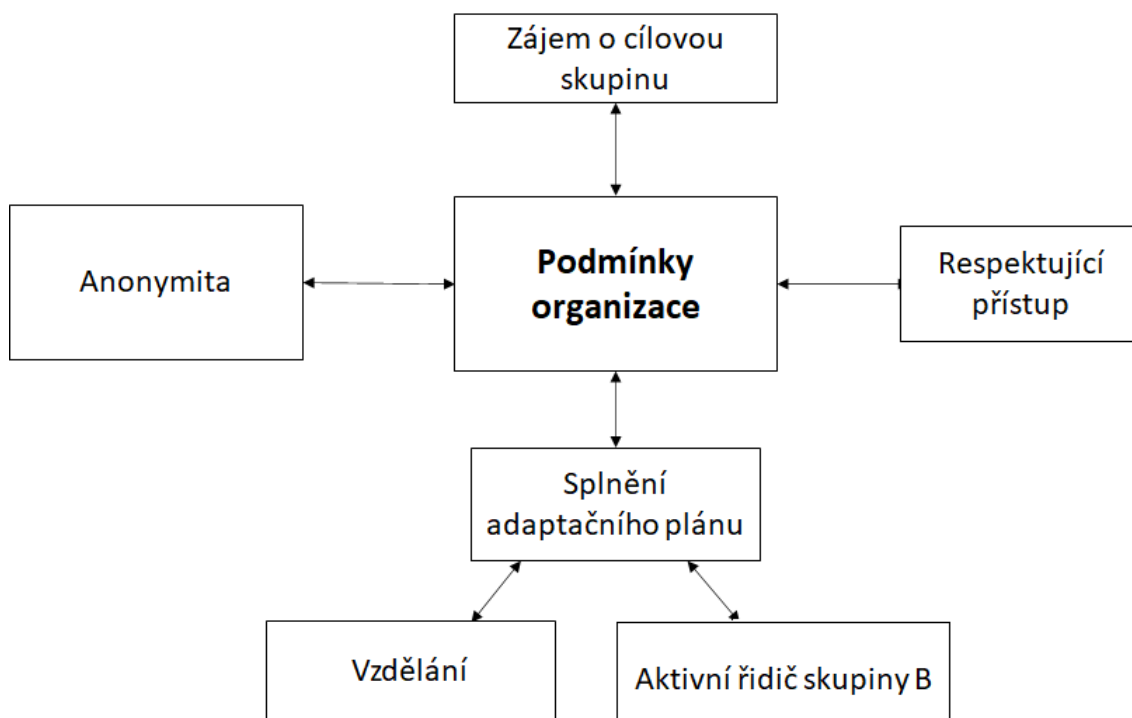 Zájem o cílovou
skupinu
Anonymita
Podmínky
organizace
Respektující
přístup
Splnění
adaptačního plánu
Vzdělání
Aktivní řidič skupiny B